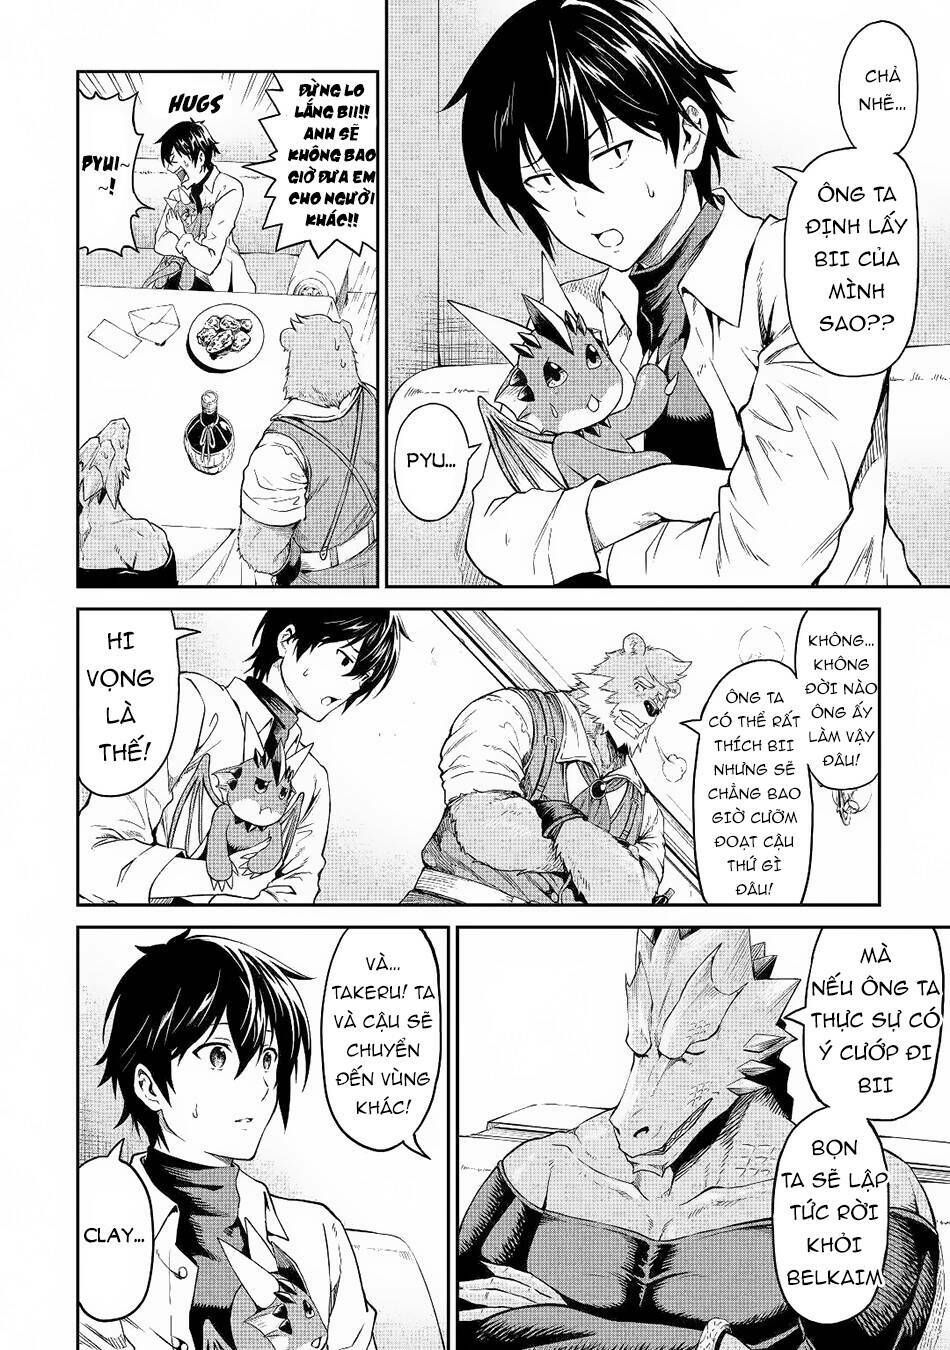 CHẢ
NHẼ...
ÔNG TA
ĐỊNH LẤY
BII CỦA
MÌNH
SAO??
PYU...
ĐỪNG LO
LẮNG BII!!
ANH SẼ
KHÔNG BAO
GIỜ ĐƯA EM
CHO NGƯỜI
KHÁC!!
HUGS
PYUI~
~!
KHÔNG...
KHÔNG
ĐỜI NÀO
ÔNG ẤY
LÀM VẬY
ĐÂU!
ÔNG TA
CÓ THỂ RẤT
THÍCH BII
NHƯNG SẼ
CHẲNG BAO
GIỜ CƯỠM
ĐOẠT CẬU
THỨ GÌ
ĐÂU!
HI
VỌNG
LÀ
THẾ!
MÀ
NẾU ÔNG TA
THỰC SỰ CÓ
Ý CƯỚP ĐI
BII
BỌN
TA SẼ LẬP
TỨC RỜI
KHỎI
BELKAIM
VÀ...
TAKERU! TA
VÀ CẬU SẼ
CHUYỂN
ĐẾN VÙNG
KHÁC!
CLAY...